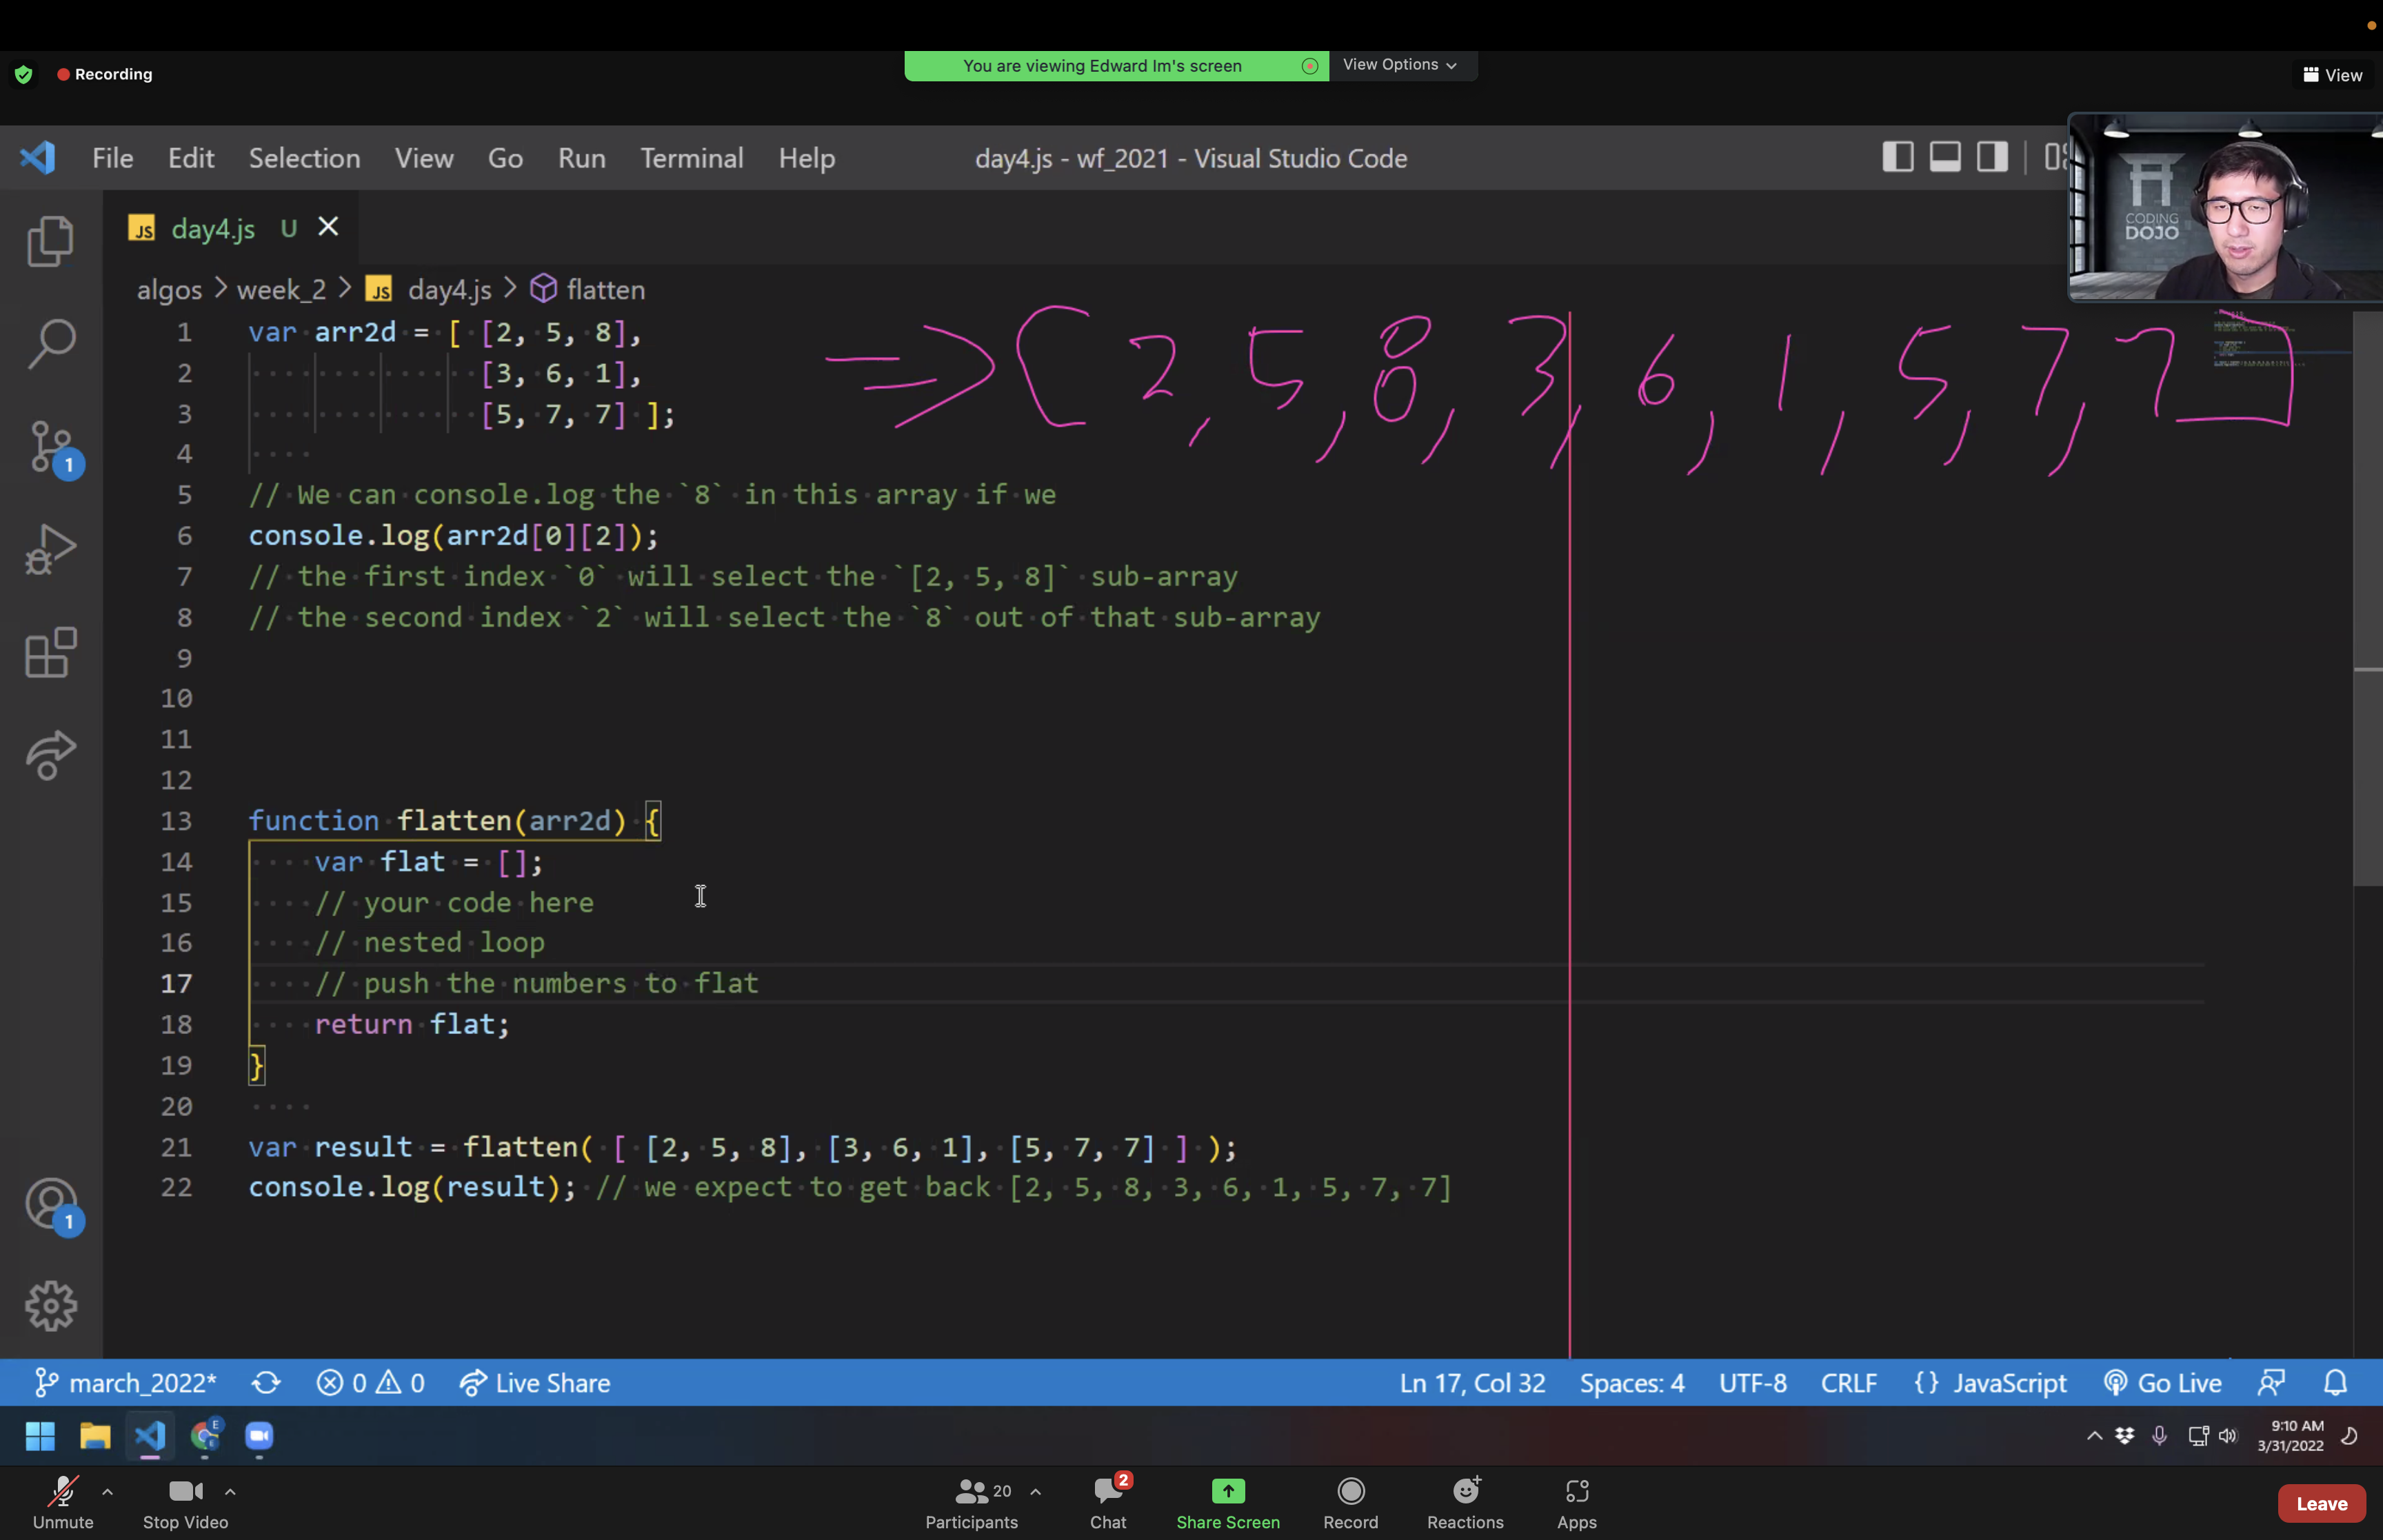 Recording
You are viewing Edward Im's screen
View Options
View
File Edit Selection View Go Run Terminal Help
day4.js - wf_2021 - Visual Studio Code
CODING
DOJO
JS day4.js U
algos > week_2 > JS day4.js > flatten
1 var arr2d = [ [2, 5, 8],
2 [3, 6, 1],
3 [5, 7, 7] ];
=> [ 2, 5, 8, 3, 6, 1, 5, 7, 7 ]
4
5 // We can console.log the `8` in this array if we
6 console.log(arr2d[0][2]);
7 // the first index `0` will select the `[2, 5, 8]` sub-array
8 // the second index `2` will select the `8` out of that sub-array
9
10
11
12
13 function flatten(arr2d) {
14 var flat = [];
15 // your code here
16 // nested loop
17 // push the numbers to flat
18 return flat;
19 }
20
21 var result = flatten( [ [2, 5, 8], [3, 6, 1], [5, 7, 7] ] );
22 console.log(result); // we expect to get back [2, 5, 8, 3, 6, 1, 5, 7, 7]
1
1
march_2022* 0 0 Live Share
Ln 17, Col 32 Spaces: 4 UTF-8 CRLF {} JavaScript Go Live
E
9:10 AM
3/31/2022
Unmute
Stop Video
20
Participants
2
Chat
Share Screen
Record
Reactions
Apps
Leave